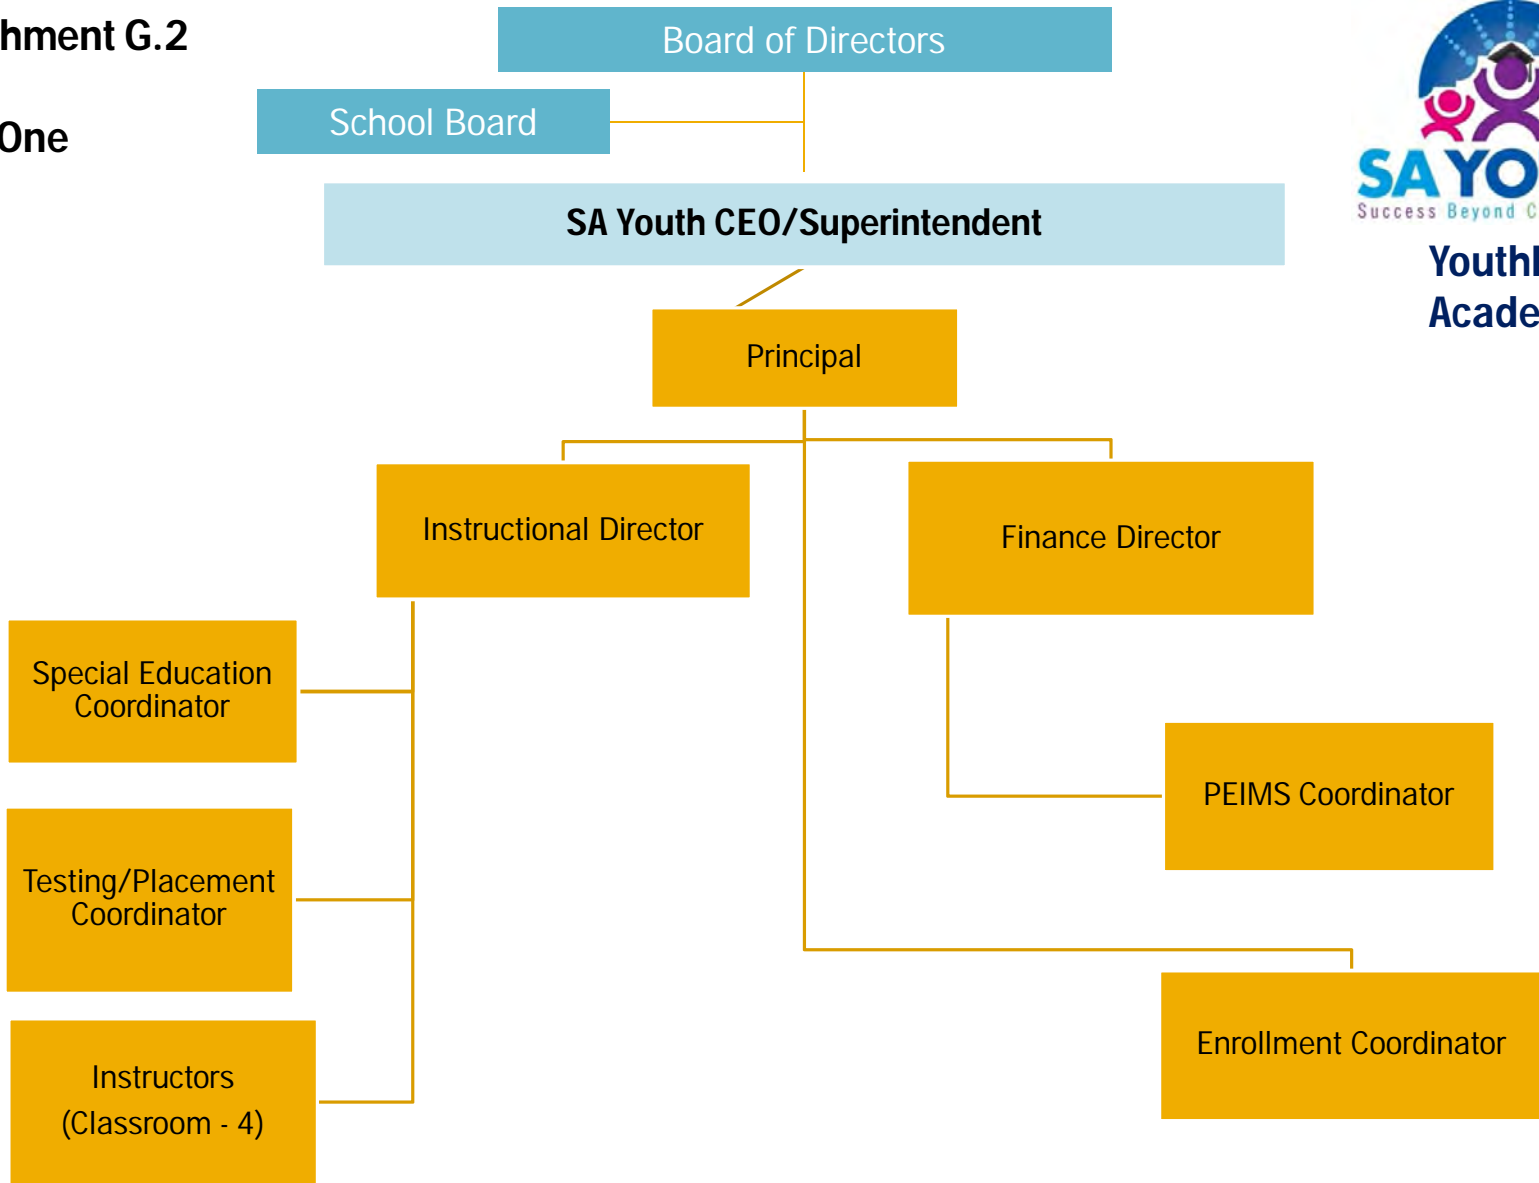 hment G.2
One
Board of Directors
School Board
SA Youth CEO/Superintendent
SA YO
Success Beyond C
Youth
Acade
Principal
Instructional Director
Finance Director
Special Education
Coordinator
PEIMS Coordinator
Testing/Placement
Coordinator
Enrollment Coordinator
Instructors
(Classroom - 4)